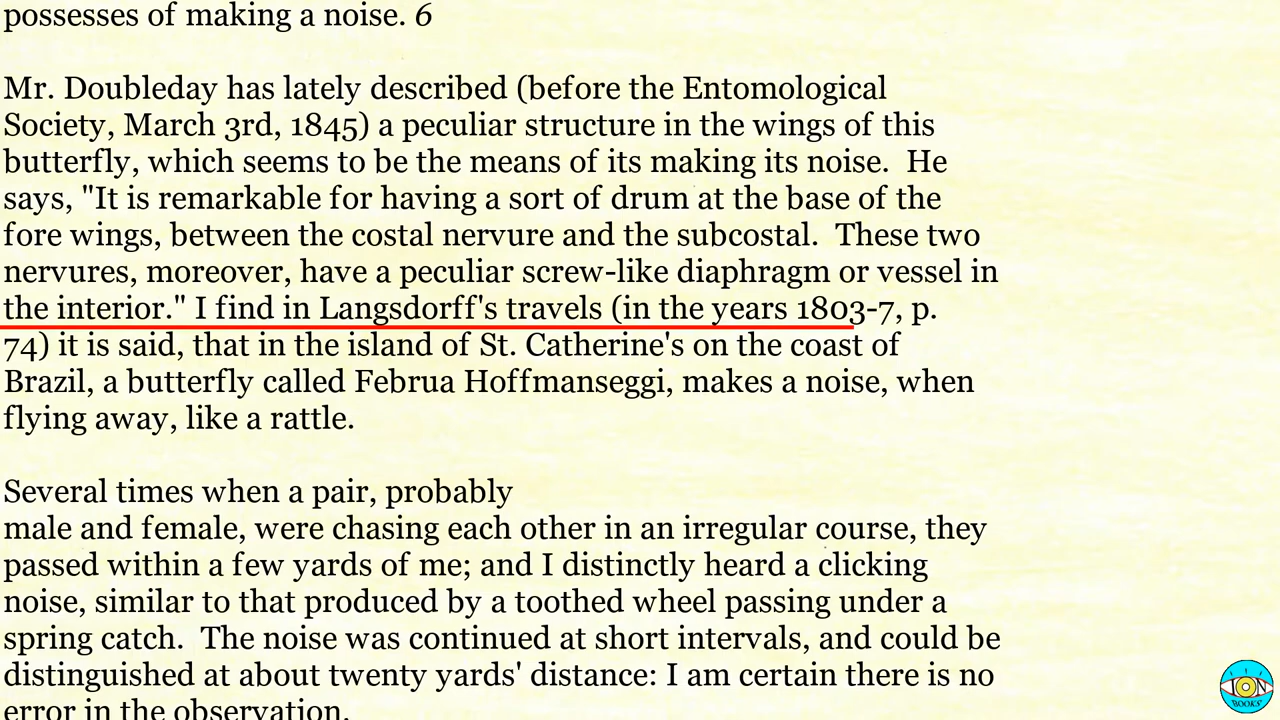 possesses of making a noise. 6
Mr. Doubleday has lately described (before the Entomological
Society, March 3rd, 1845) a peculiar structure in the wings of this
butterfly, which seems to be the means of its making its noise.  He
says, "It is remarkable for having a sort of drum at the base of the
fore wings, between the costal nervure and the subcostal.  These two
nervures, moreover, have a peculiar screw-like diaphragm or vessel in
the interior." I find in Langsdorff's travels (in the years 1803-7, p.
74) it is said, that in the island of St. Catherine's on the coast of
Brazil, a butterfly called Februa Hoffmanseggi, makes a noise, when
flying away, like a rattle.
Several times when a pair, probably
male and female, were chasing each other in an irregular course, they
passed within a few yards of me; and I distinctly heard a clicking
noise, similar to that produced by a toothed wheel passing under a
spring catch.  The noise was continued at short intervals, and could be
distinguished at about twenty yards' distance: I am certain there is no
error in the observation.
ION
BOOKS